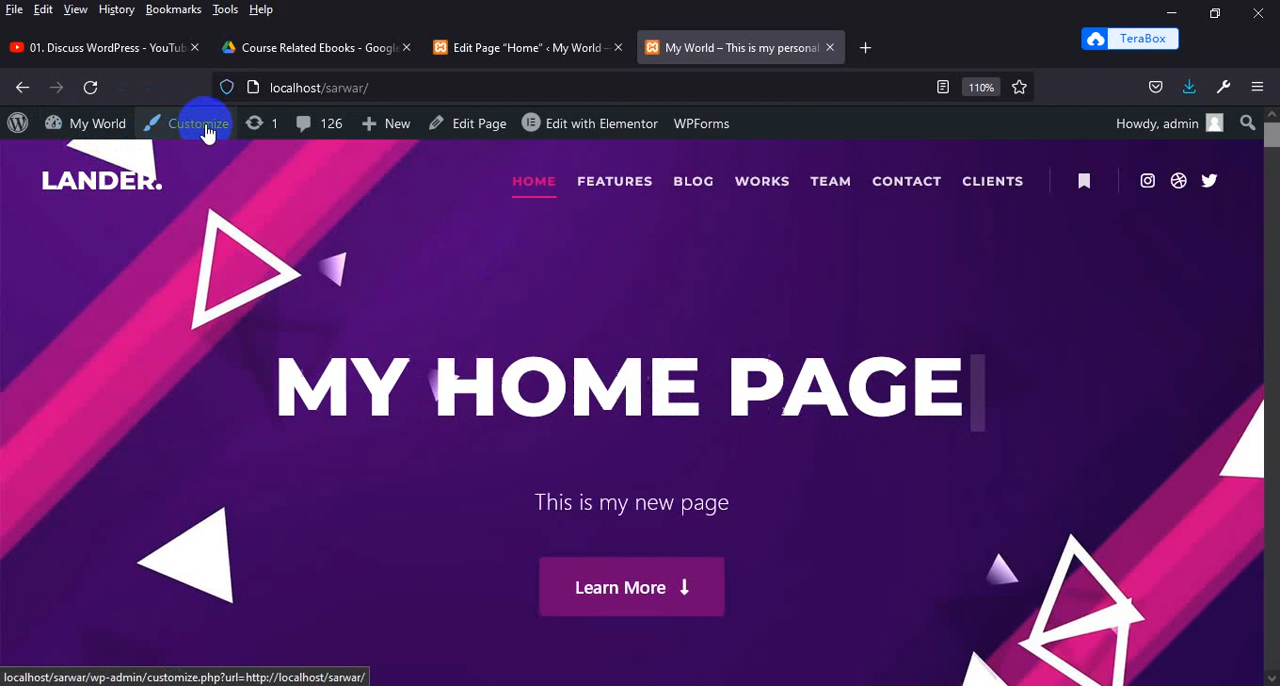 File Edit View History Bookmarks Tools Help
01. Discuss WordPress - YouTub
Course Related Ebooks - Google
Edit Page “Home” ‹ My World —
My World – This is my personal
TeraBox
localhost/sarwar/
110%
My World
Customize
1
126
New
Edit Page
Edit with Elementor
WPForms
Howdy, admin
LANDER.
HOME FEATURES BLOG WORKS TEAM CONTACT CLIENTS
MY HOME PAGE
This is my new page
Learn More
localhost/sarwar/wp-admin/customize.php?url=http://localhost/sarwar/